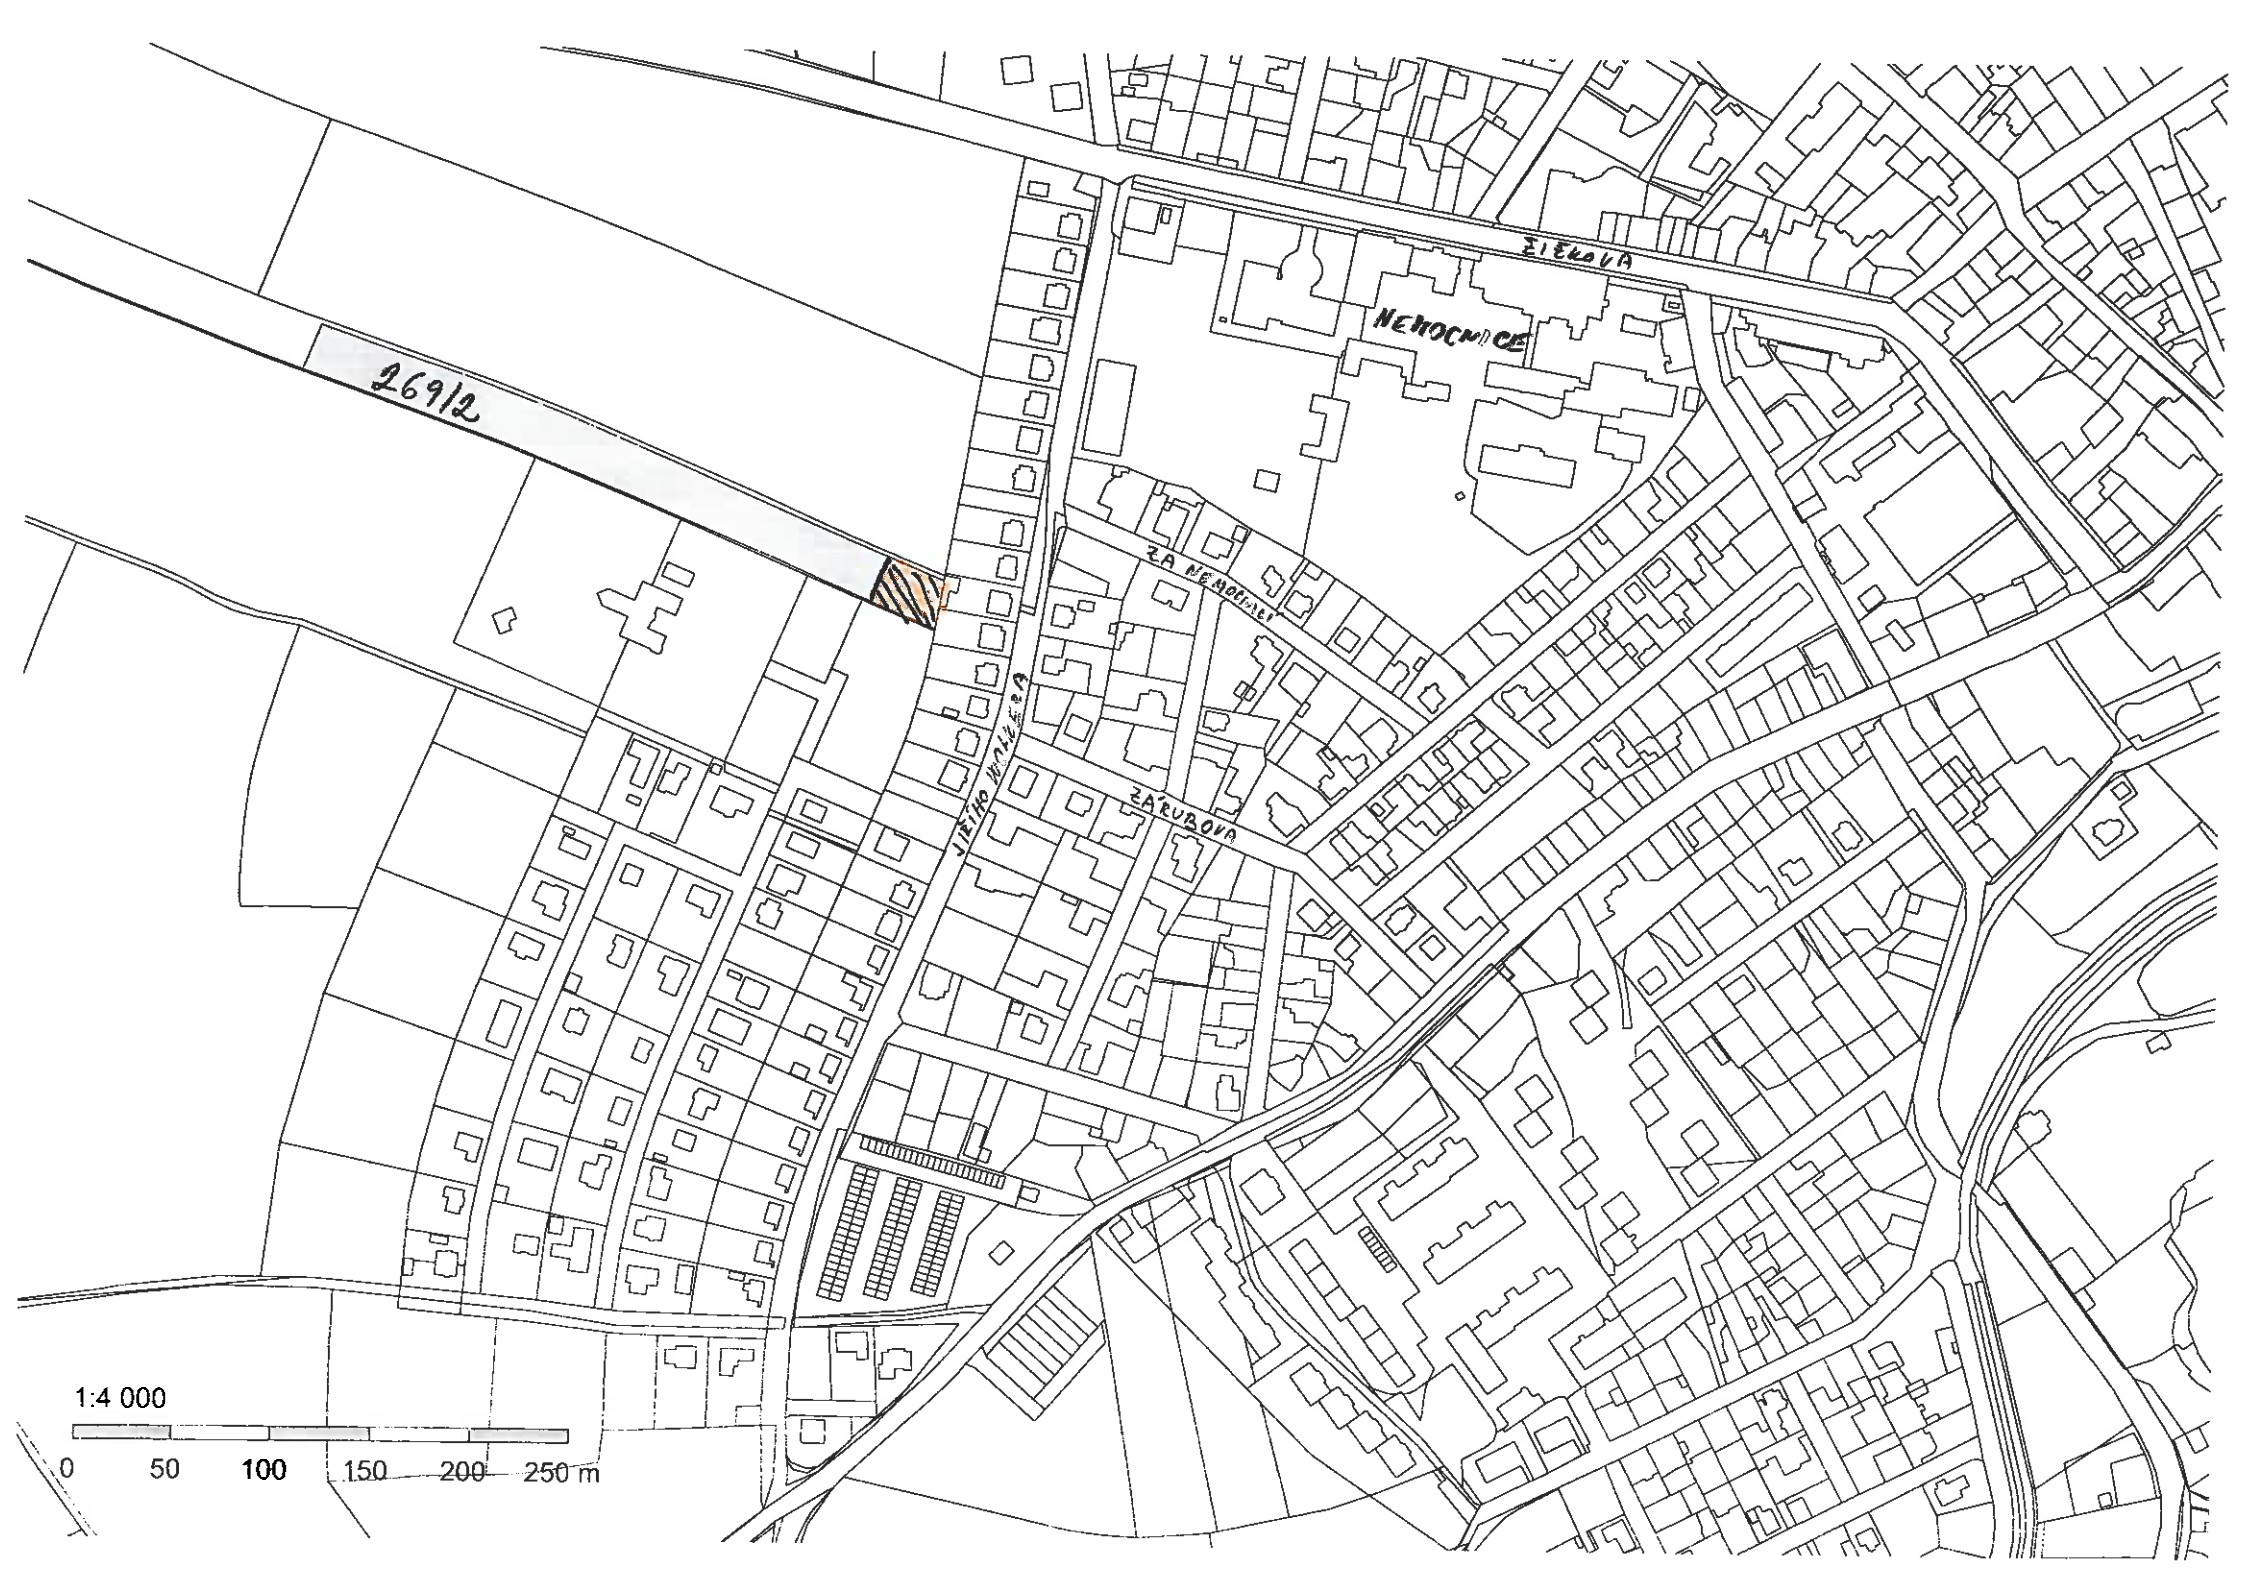 ŽIŽKOVA
NEMOCNICE
269/2
ZA NEMOCNICÍ
JIŘÍHO WOLKERA
ZÁRUBOVA
1:4 000
0 50 100 150 200 250 m